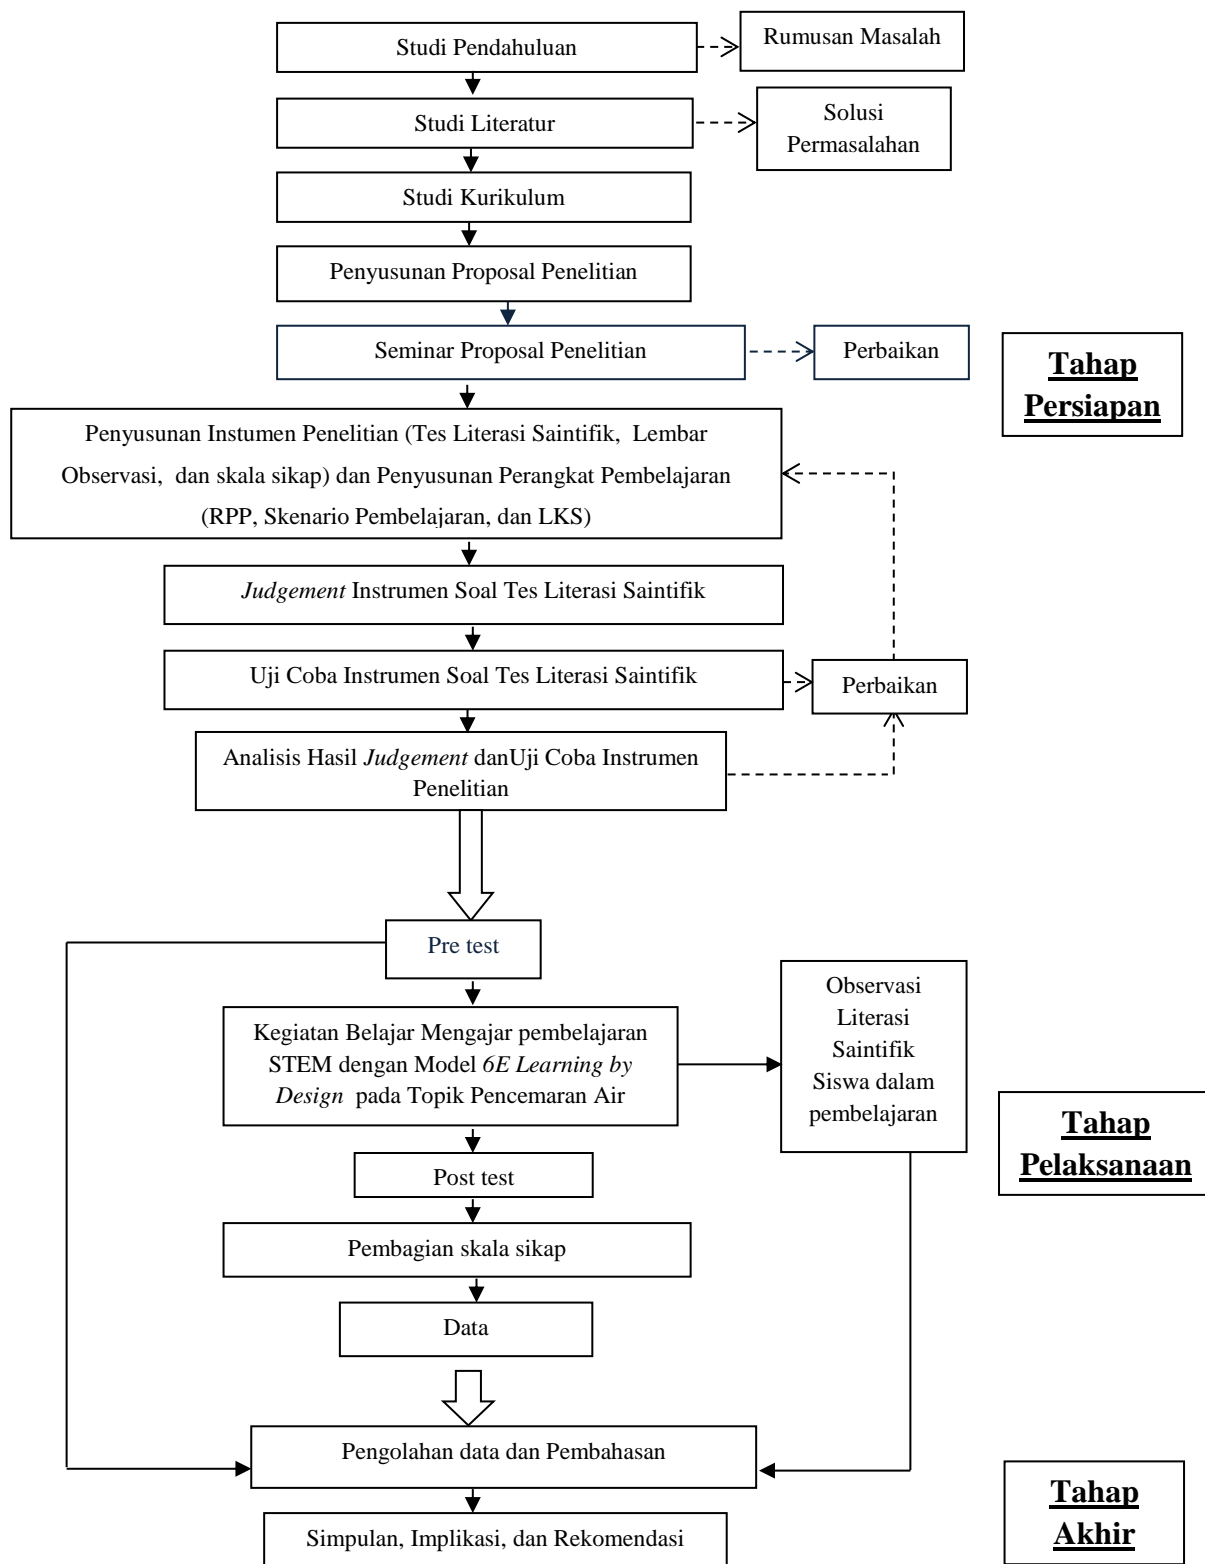 Studi Pendahuluan
Rumusan Masalah
Studi Literatur
Solusi
Permasalahan
Studi Kurikulum
Penyusunan Proposal Penelitian
Seminar Proposal Penelitian
Perbaikan
Tahap
Persiapan
Penyusunan Instumen Penelitian (Tes Literasi Saintifik, Lembar
Observasi, dan skala sikap) dan Penyusunan Perangkat Pembelajaran
(RPP, Skenario Pembelajaran, dan LKS)
Judgement Instrumen Soal Tes Literasi Saintifik
Uji Coba Instrumen Soal Tes Literasi Saintifik
Perbaikan
Analisis Hasil Judgement danUji Coba Instrumen
Penelitian
Pre test
Kegiatan Belajar Mengajar pembelajaran
STEM dengan Model 6E Learning by
Design pada Topik Pencemaran Air
Observasi
Literasi
Saintifik
Siswa dalam
pembelajaran
Tahap
Pelaksanaan
Post test
Pembagian skala sikap
Data
Pengolahan data dan Pembahasan
Simpulan, Implikasi, dan Rekomendasi
Tahap
Akhir